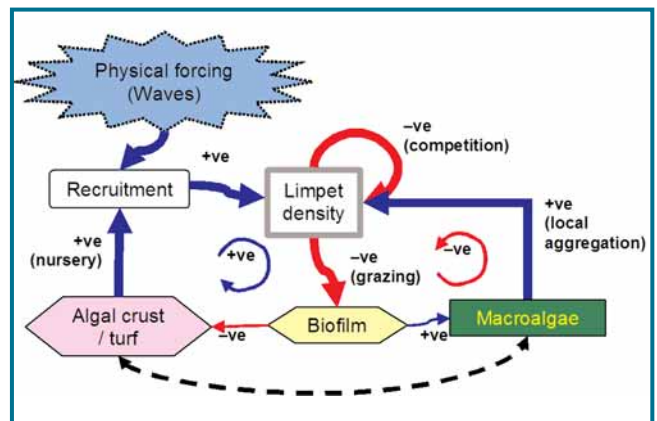 Physical forcing
(Waves)
–ve
(competition)
+ve
Recruitment
Limpet
density
+ve
(local
aggregation)
+ve
(nursery)
+ve
–ve
–ve
(grazing)
Algal crust
/ turf
Biofilm
Macroalgae
–ve
+ve